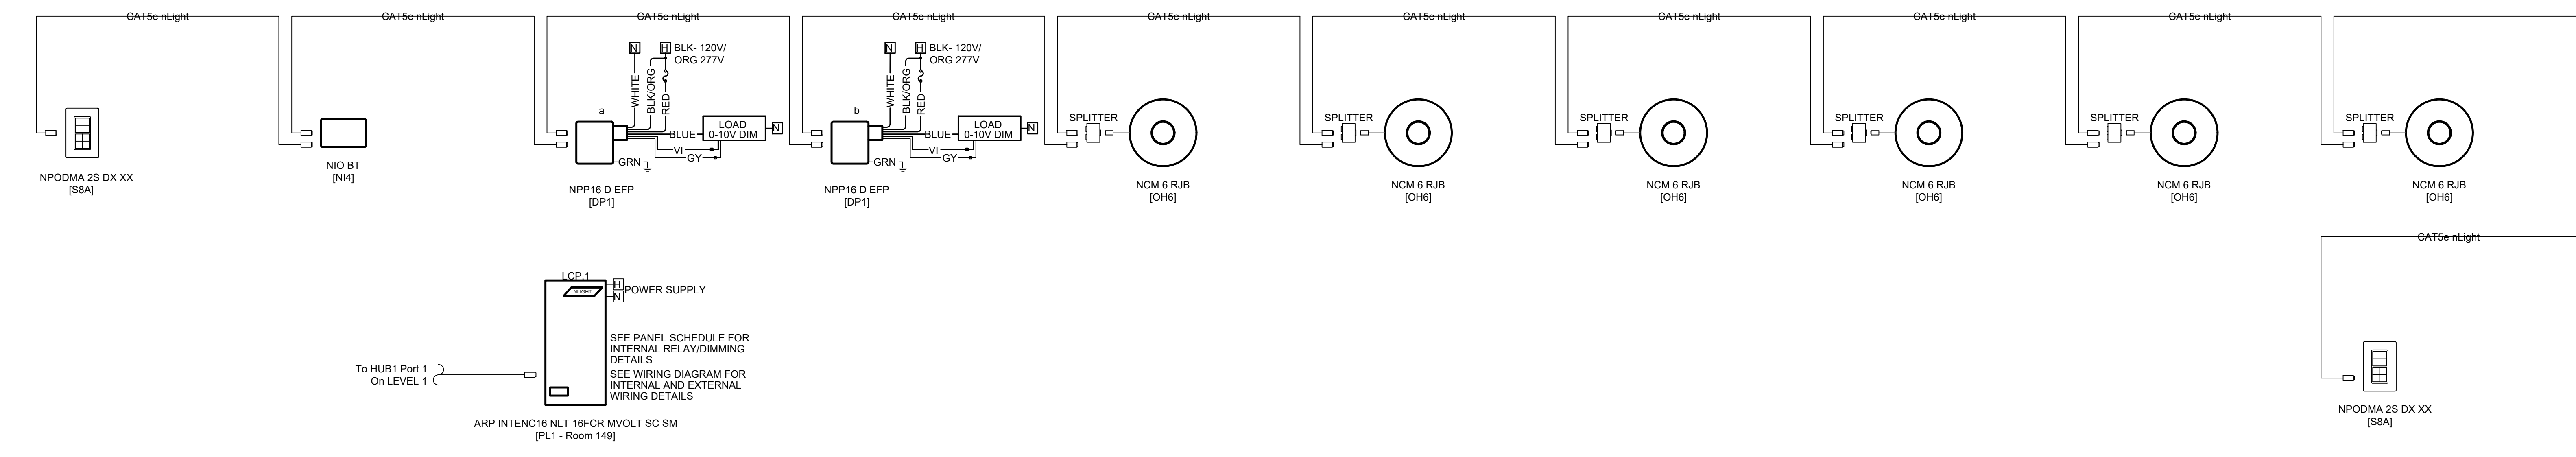 CAT5e nLight
CAT5e nLight
CAT5e nLight
CAT5e nLight
CAT5e nLight
CAT5e nLight
CAT5e nLight
CAT5e nLight
CAT5e nLight
NPODMA 2S DX XX
[S8A]
NIO BT
[NI4]
N
H
BLK- 120V/
ORG 277V
WHITE
BLK/ORG
RED
a
BLUE
LOAD
0-10V DIM
N
VI
GY
GRN
NPP16 D EFP
[DP1]
N
H
BLK- 120V/
ORG 277V
WHITE
BLK/ORG
RED
b
BLUE
LOAD
0-10V DIM
N
VI
GY
GRN
NPP16 D EFP
[DP1]
SPLITTER
NCM 6 RJB
[OH6]
SPLITTER
NCM 6 RJB
[OH6]
SPLITTER
NCM 6 RJB
[OH6]
SPLITTER
NCM 6 RJB
[OH6]
SPLITTER
NCM 6 RJB
[OH6]
SPLITTER
NCM 6 RJB
[OH6]
CAT5e nLight
NPODMA 2S DX XX
[S8A]
LCP.1
NLIGHT
H
N
POWER SUPPLY
SEE PANEL SCHEDULE FOR
INTERNAL RELAY/DIMMING
DETAILS
SEE WIRING DIAGRAM FOR
INTERNAL AND EXTERNAL
WIRING DETAILS
To HUB1 Port 1
On LEVEL 1
ARP INTENC16 NLT 16FCR MVOLT SC SM
[PL1 - Room 149]